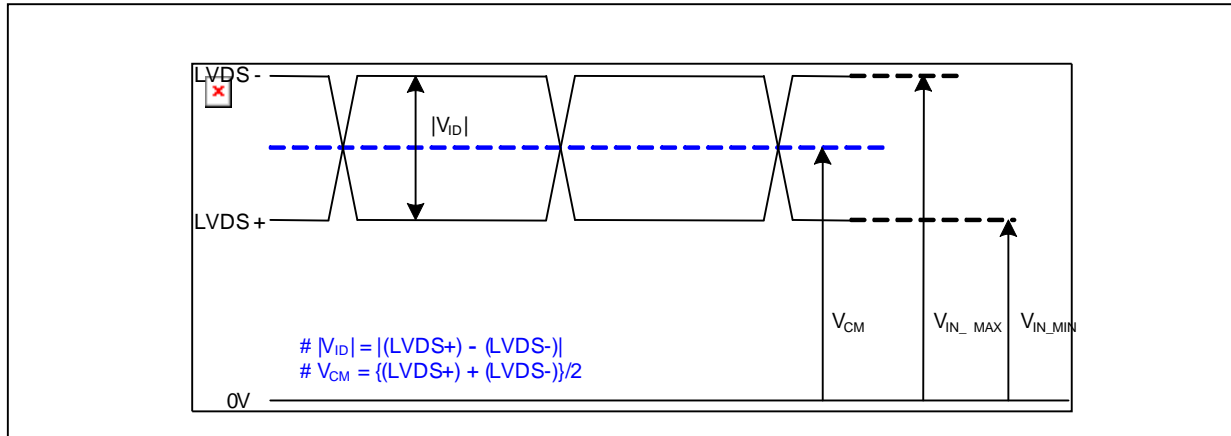 LVDS -
|VID|
LVDS +
VCM
VIN_ MAX
VIN_MIN
# |VID| = |(LVDS+) - (LVDS-)|
# VCM = {(LVDS+) + (LVDS-)}/2
0V